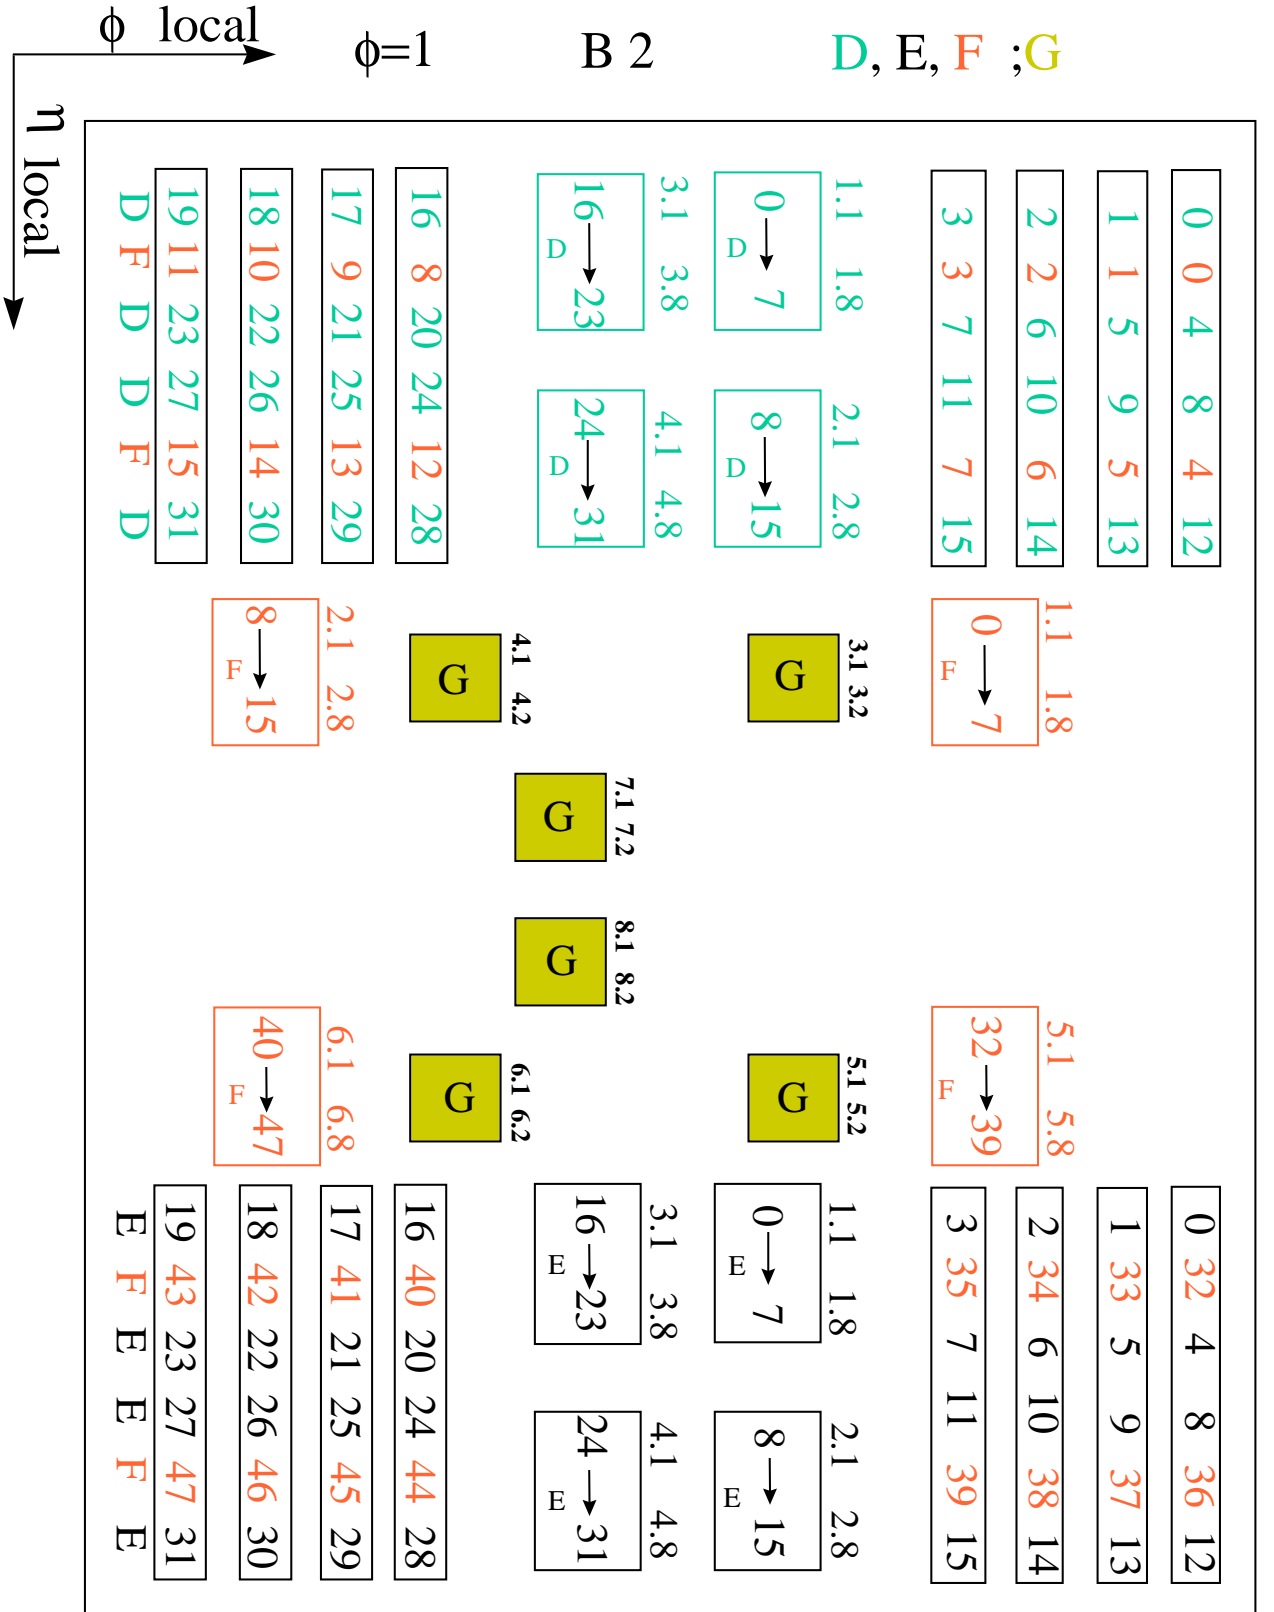 ϕ local
ϕ=1
B 2
D, E, F ;G
η local
0 0 4 8 4 12
1 1 5 9 5 13
2 2 6 10 6 14
3 3 7 11 7 15
1.1 1.8
0 → 7
D
2.1 2.8
8 → 15
D
3.1 3.8
16 → 23
D
4.1 4.8
24 → 31
D
16 8 20 24 12 28
17 9 21 25 13 29
18 10 22 26 14 30
19 11 23 27 15 31
D F D D F D
1.1 1.8
0 → 7
F
3.1 3.2
G
4.1 4.2
G
2.1 2.8
8 → 15
F
7.1 7.2
G
8.1 8.2
G
5.1 5.8
32 → 39
F
5.1 5.2
G
6.1 6.2
G
6.1 6.8
40 → 47
F
0 32 4 8 36 12
1 33 5 9 37 13
2 34 6 10 38 14
3 35 7 11 39 15
1.1 1.8
0 → 7
E
2.1 2.8
8 → 15
E
3.1 3.8
16 → 23
E
4.1 4.8
24 → 31
E
16 40 20 24 44 28
17 41 21 25 45 29
18 42 22 26 46 30
19 43 23 27 47 31
E F E E F E